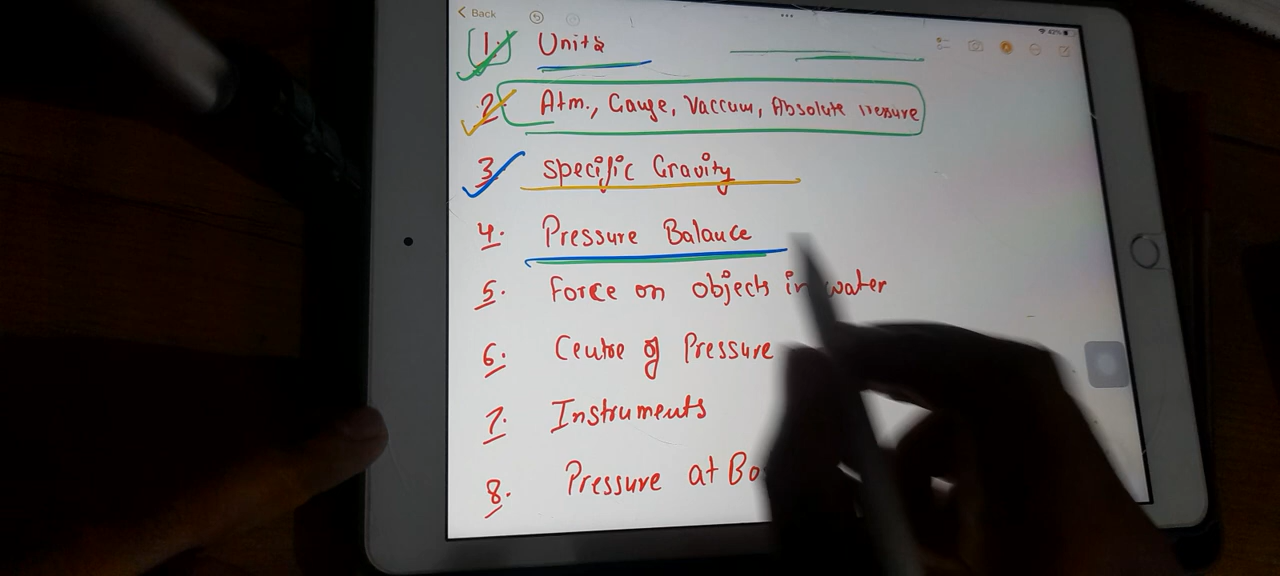 Back
42%
1. Units
2. Atm., Gauge, Vaccum, Absolute Pressure
3 Specific Gravity
4. Pressure Balance
5. Force on objects in water
6. Centre of Pressure
7. Instruments
8. Pressure at